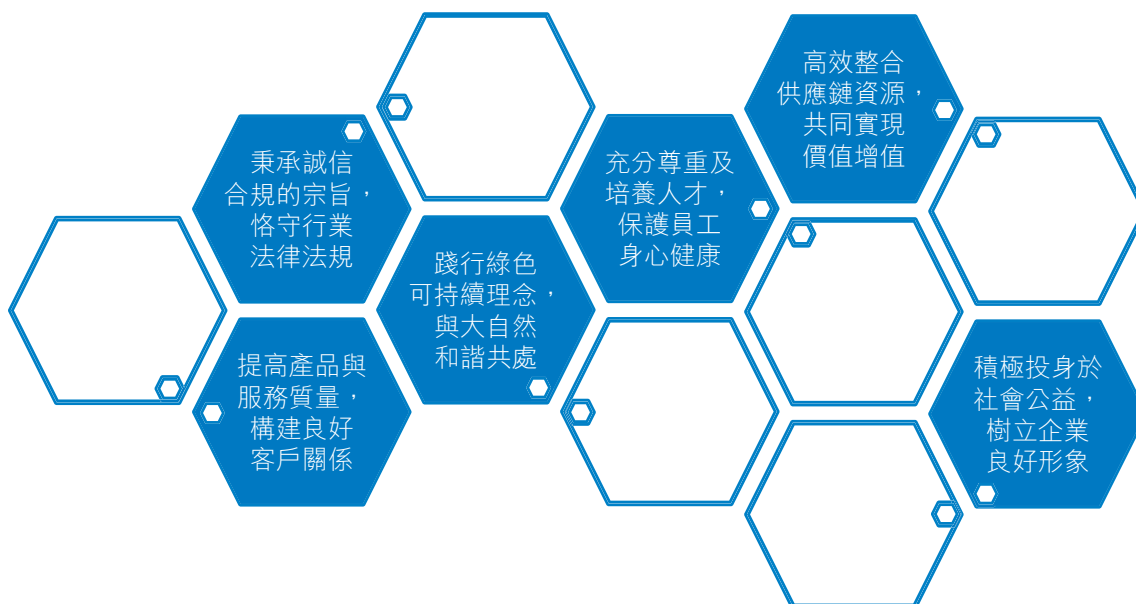 秉承誠信
合規的宗旨，
恪守行業
法律法規
提高產品與
服務質量，
構建良好
客戶關係
踐行綠色
可持續理念，
與大自然
和諧共處
充分尊重及
培養人才，
保護員工
身心健康
高效整合
供應鏈資源，
共同實現
價值增值
積極投身於
社會公益，
樹立企業
良好形象